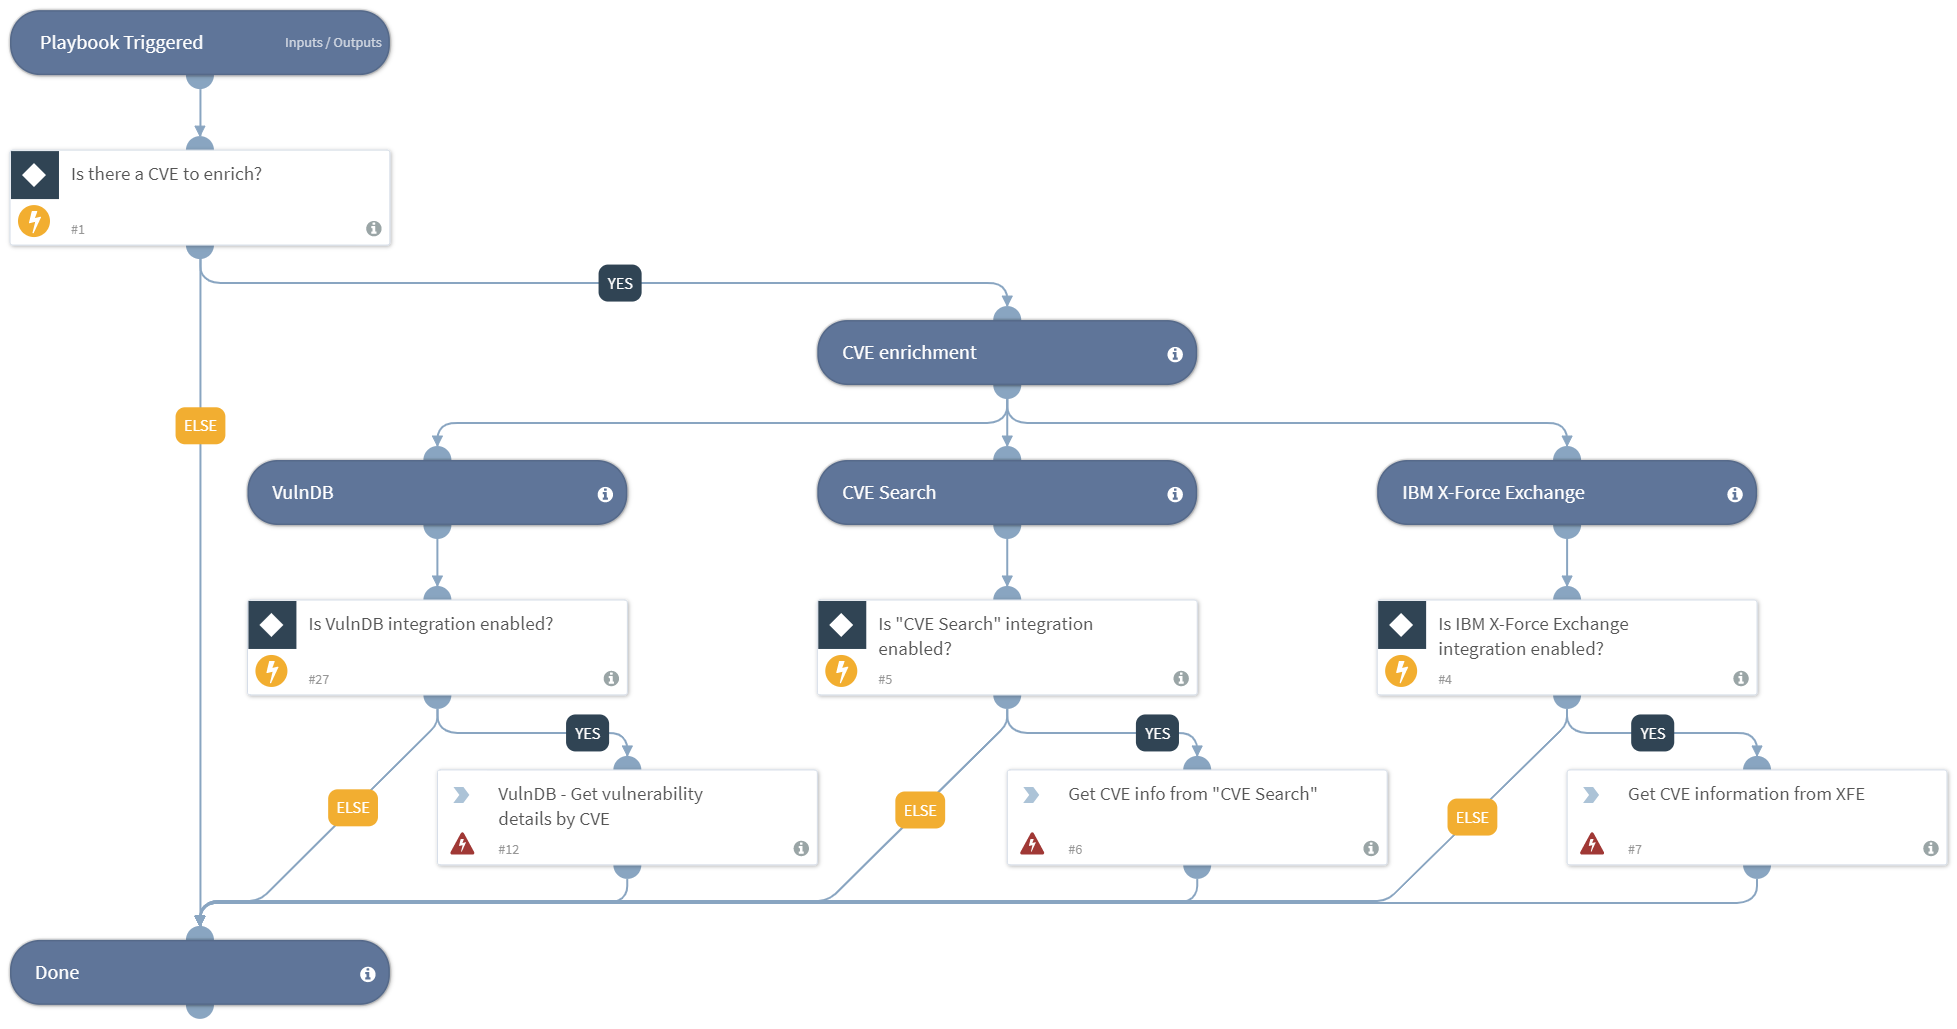 Playbook Triggered
Inputs / Outputs
Is there a CVE to enrich?
#1
YES
CVE enrichment
ELSE
VulnDB
CVE Search
IBM X-Force Exchange
Is VulnDB integration enabled?
#27
Is "CVE Search" integration
enabled?
#5
Is IBM X-Force Exchange
integration enabled?
#4
YES
YES
YES
ELSE
ELSE
ELSE
VulnDB - Get vulnerability
details by CVE
#12
Get CVE info from "CVE Search"
#6
Get CVE information from XFE
#7
Done